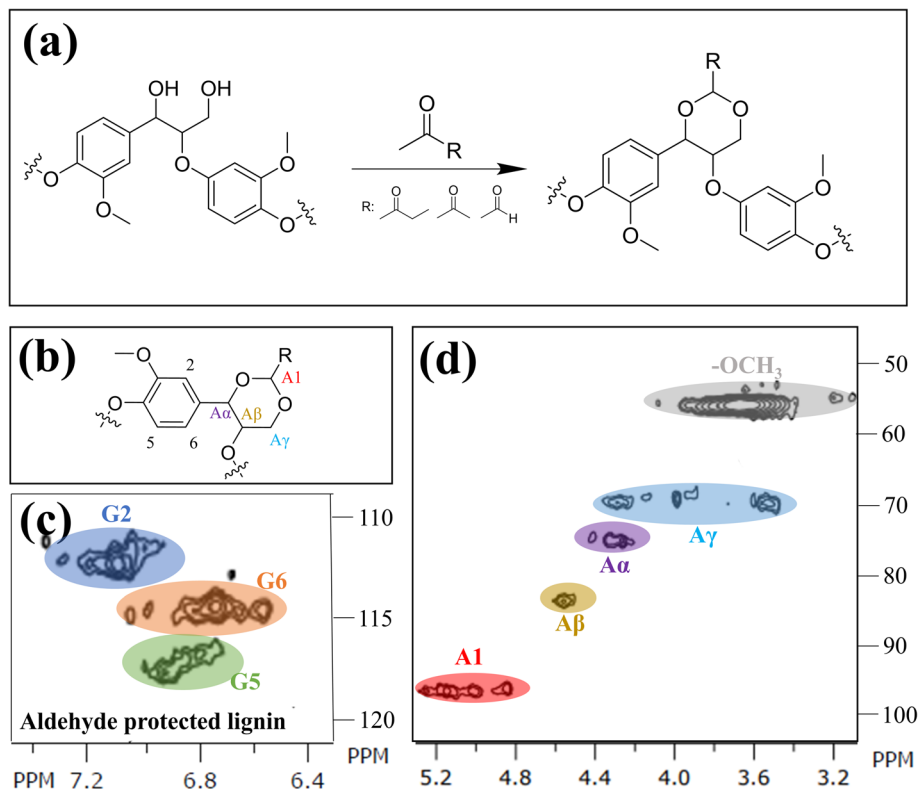 (a)
OH
HO
O
O
OCH
R
O
O
O
R:
O
O
O
H
R
O
O
O
O
O
O
(b)
O
2
R
O
A1
O
Aα
Aβ
O
5
6
Aγ
O
(c)
G2
G6
G5
Aldehyde protected lignin
110
115
120
PPM
PPM
7.2
6.8
6.4
(d)
-OCH3
Aγ
Aα
Aβ
A1
50
60
70
80
90
100
PPM
5.2
4.8
4.4
4.0
3.6
3.2